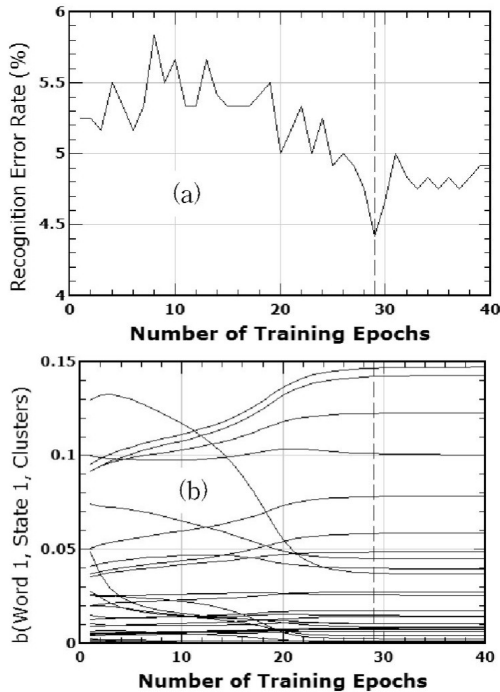 6
5.5
5
4.5
4
Recognition Error Rate (%)
(a)
0 10 20 30 40
Number of Training Epochs
0.15
0.1
0.05
0
b(Word 1, State 1, Clusters)
(b)
0 10 20 30 40
Number of Training Epochs